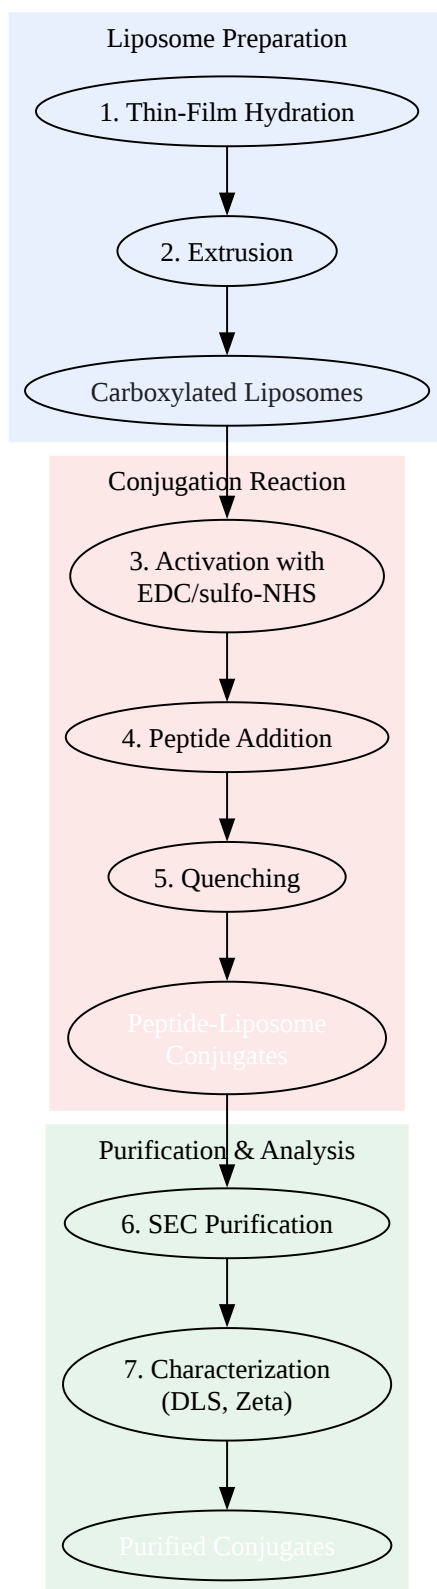 Liposome Preparation
1. Thin-Film Hydration
2. Extrusion
Carboxylated Liposomes
Conjugation Reaction
3. Activation with
EDC/sulfo-NHS
4. Peptide Addition
5. Quenching
Peptide-Liposome
Conjugates
Purification & Analysis
6. SEC Purification
7. Characterization
(DLS, Zeta)
Purified Conjugates